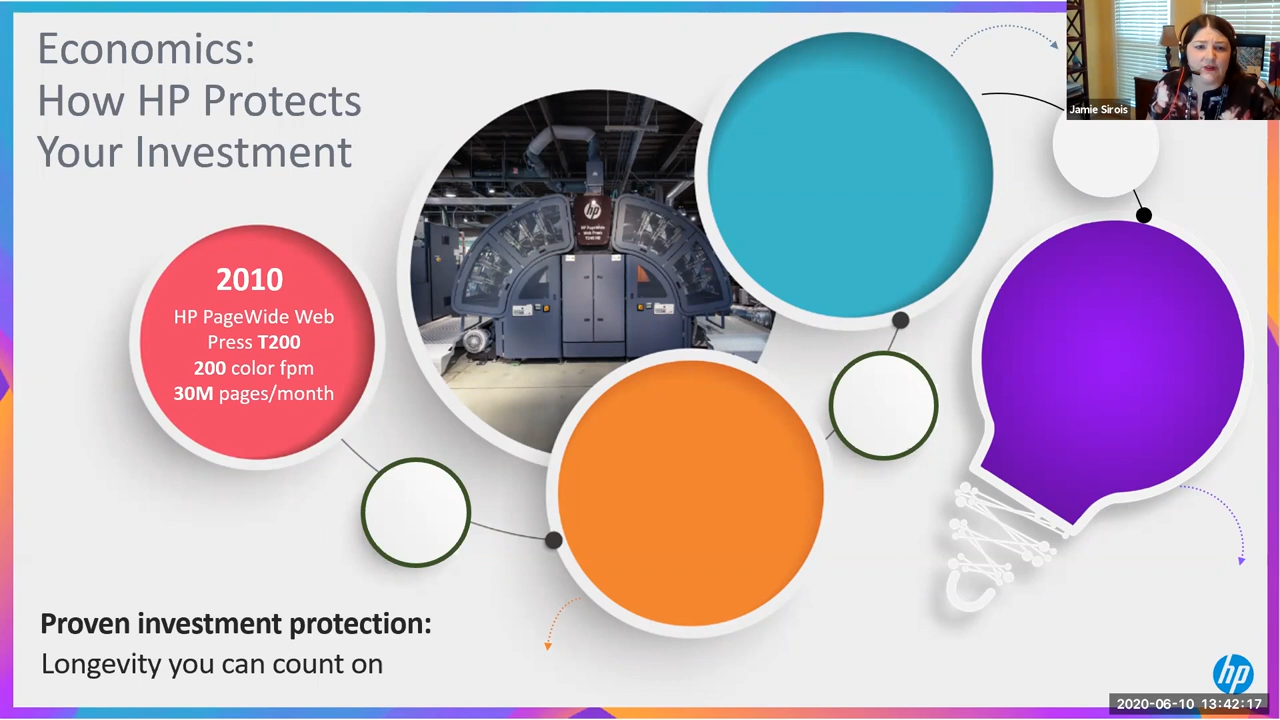 Economics:
How HP Protects
Your Investment
Jamie Sirois
hp
2010
HP PageWide Web
Press T200
200 color fpm
30M pages/month
Proven investment protection:
Longevity you can count on
hp
2020-06-10 13:42:17